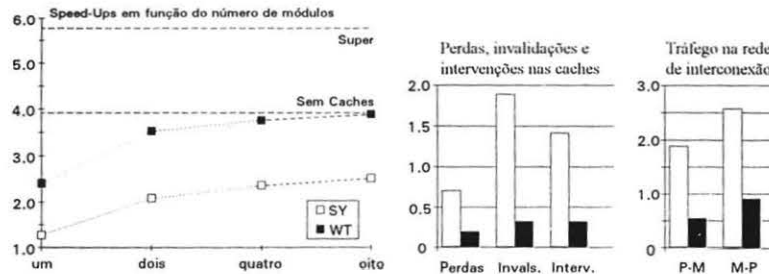 Speed-Ups em função do número de módulos
6.0
5.0
4.0
3.0
2.0
1.0
Super
Sem Caches
SY
WT
um
dois
quatro
oito
Perdas, invalidações e
intervenções nas caches
2.0
1.5
1.0
0.5
0
Perdas
Invals.
Interv.
Tráfego na rede
de interconexão
3.0
2.0
1.0
0
P-M
M-P